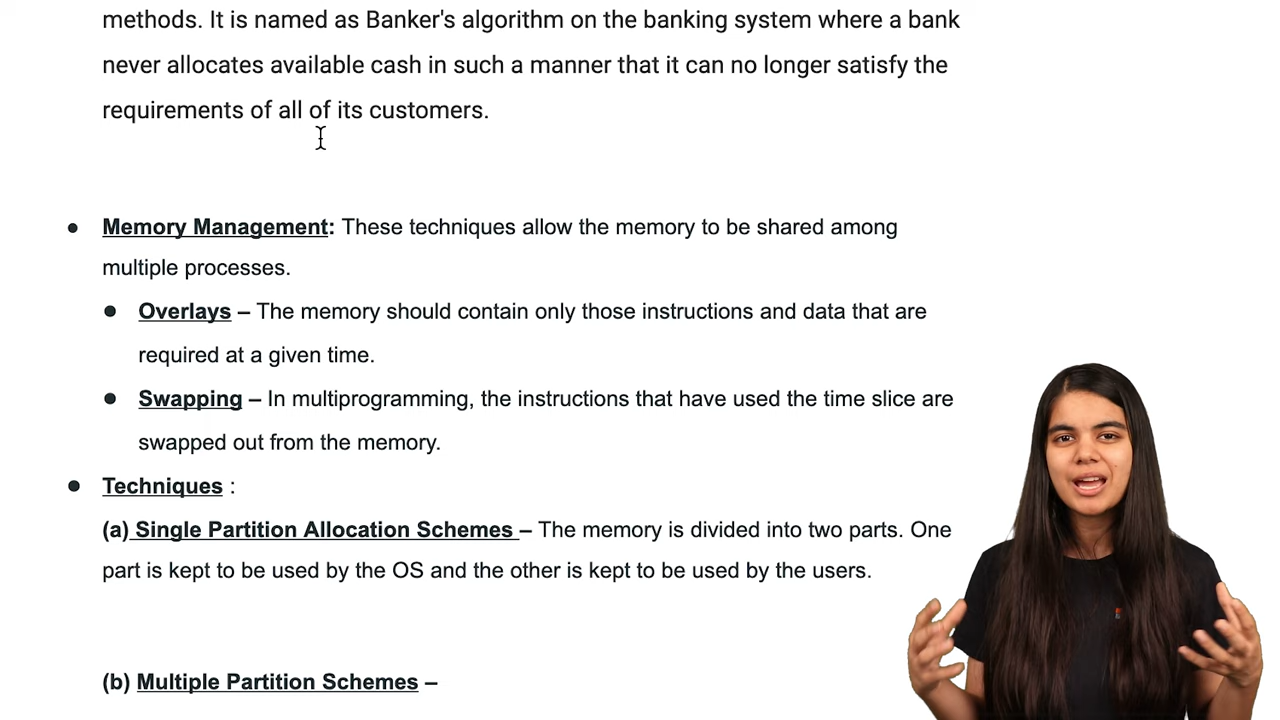 methods. It is named as Banker's algorithm on the banking system where a bank
never allocates available cash in such a manner that it can no longer satisfy the
requirements of all of its customers.
● Memory Management: These techniques allow the memory to be shared among
multiple processes.
● Overlays – The memory should contain only those instructions and data that are
required at a given time.
● Swapping – In multiprogramming, the instructions that have used the time slice are
swapped out from the memory.
● Techniques :
(a) Single Partition Allocation Schemes – The memory is divided into two parts. One
part is kept to be used by the OS and the other is kept to be used by the users.
(b) Multiple Partition Schemes –